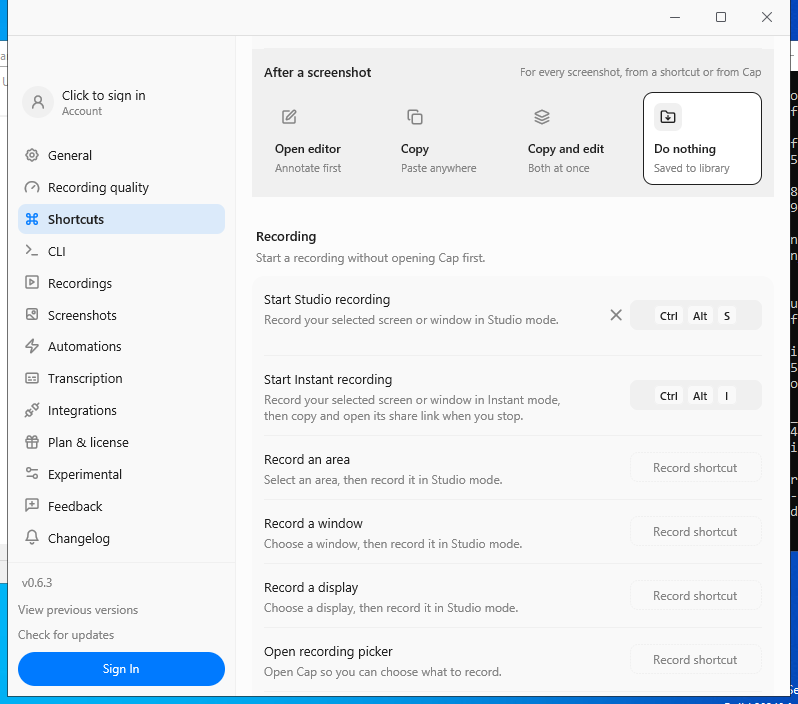 Click to sign in
Account
General
Recording quality
Shortcuts
CLI
Recordings
Screenshots
Automations
Transcription
Integrations
Plan & license
Experimental
Feedback
Changelog
v0.6.3
View previous versions
Check for updates
Sign In
After a screenshot
For every screenshot, from a shortcut or from Cap
Open editor
Annotate first
Copy
Paste anywhere
Copy and edit
Both at once
Do nothing
Saved to library
Recording
Start a recording without opening Cap first.
Start Studio recording
Record your selected screen or window in Studio mode.
Ctrl Alt S
Start Instant recording
Record your selected screen or window in Instant mode,
then copy and open its share link when you stop.
Ctrl Alt I
Record an area
Select an area, then record it in Studio mode.
Record shortcut
Record a window
Choose a window, then record it in Studio mode.
Record shortcut
Record a display
Choose a display, then record it in Studio mode.
Record shortcut
Open recording picker
Open Cap so you can choose what to record.
Record shortcut